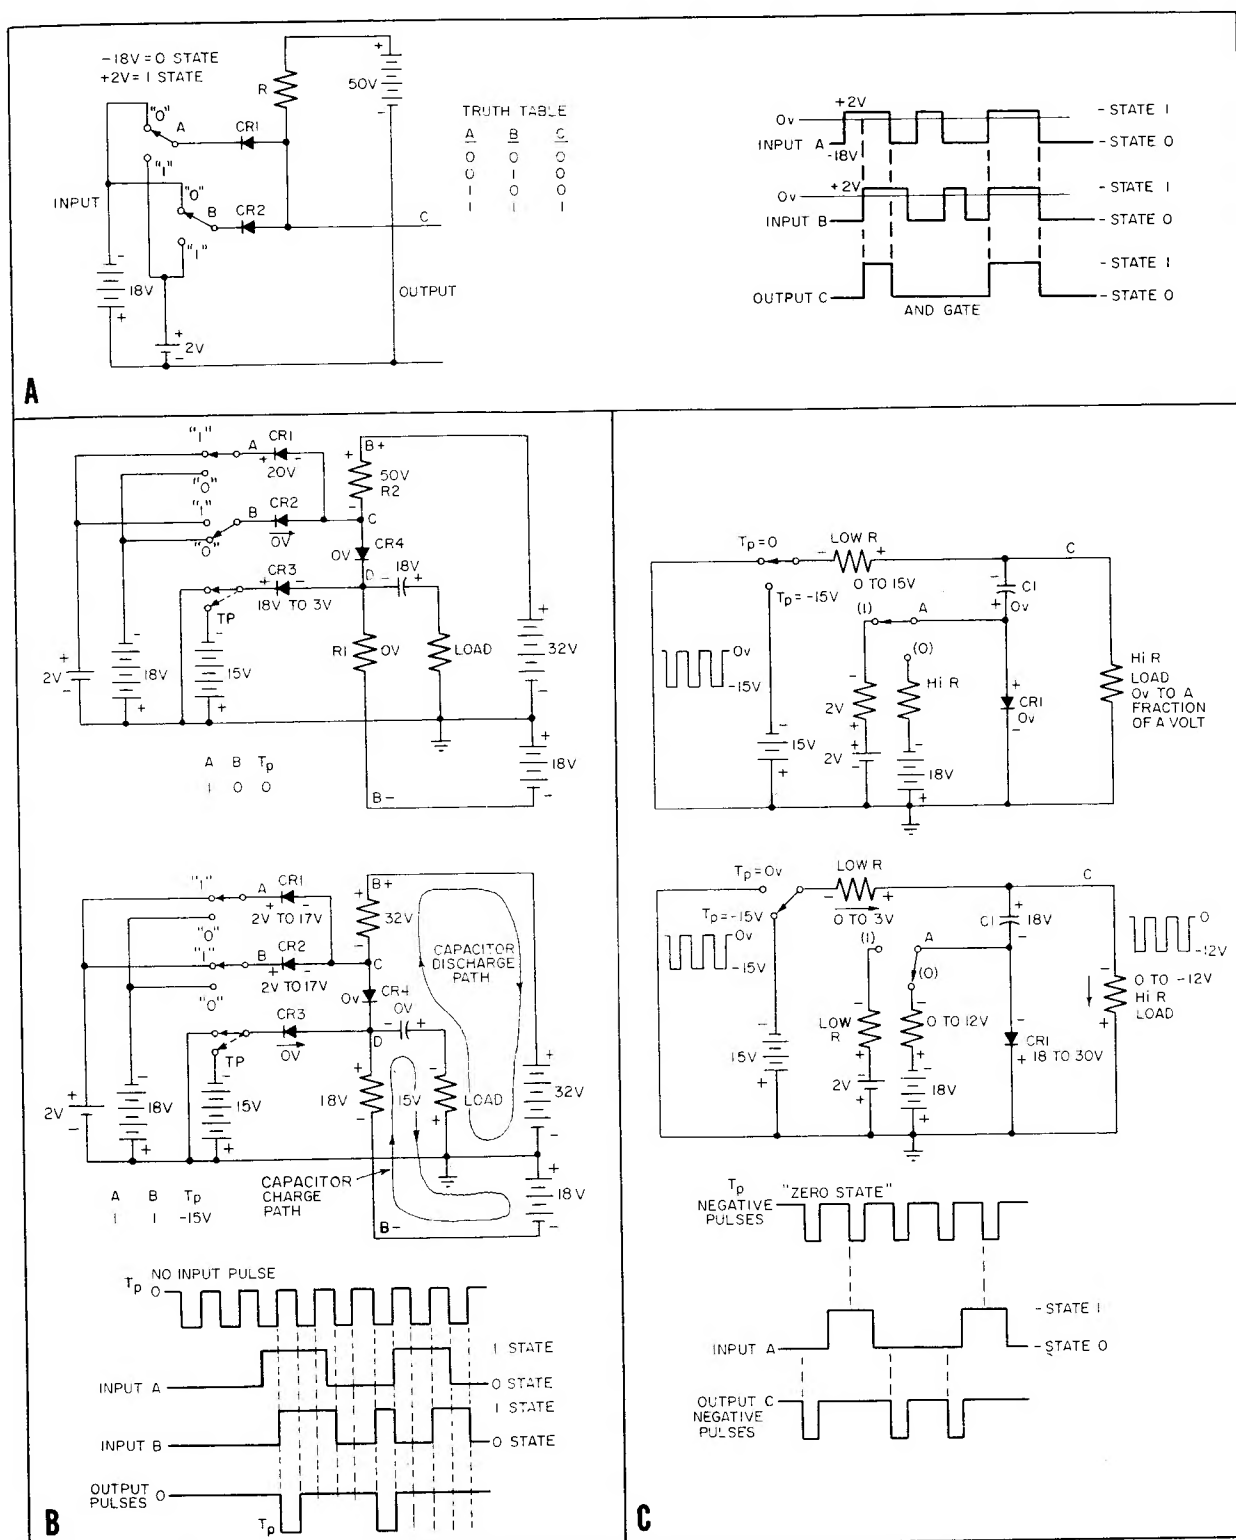 -18V = 0 STATE
+2V = 1 STATE
"0"
A
CR1
R
+
50V
-
"1"
INPUT
"0"
B
CR2
C
"1"
-
18V
+
+
2V
-
OUTPUT
TRUTH TABLE
A B C
0 0 0
0 1 0
1 0 0
1 1 1
+2V
0v
INPUT A
-18V
- STATE 1
- STATE 0
+2V
0v
INPUT B
- STATE 1
- STATE 0
OUTPUT C
- STATE 1
- STATE 0
AND GATE
A
"1"
A
CR1
+ -
20V
"0"
"1"
B
CR2
0V
"0"
CR3
+ -
18V TO 3V
TP
B+
+
50V
R2
-
C
CR4
0V
D
- 18V +
R1
0V
LOAD
+
32V
-
+
2V
-
-
18V
+
-
15V
+
+
18V
-
B-
A B Tp
1 0 0
"1"
A
CR1
+ -
2V TO 17V
"0"
"1"
B
CR2
+ -
2V TO 17V
"0"
CR3
0V
TP
B+
+
32V
-
C
CAPACITOR
DISCHARGE
PATH
CR4
0v
0V
- +
D
+
18V
-
15V
-
LOAD
+
+
32V
-
+
2V
-
-
18V
+
-
15V
+
CAPACITOR
CHARGE
PATH
+
18V
-
B-
A B Tp
1 1 -15V
NO INPUT PULSE
Tp 0
INPUT A
1 STATE
0 STATE
INPUT B
1 STATE
0 STATE
OUTPUT
PULSES 0
Tp
B
Tp=0
LOW R
- +
0 TO 15V
C
Tp=-15V
-
C1
+
0v
(1)
A
0v
-15V
(0)
Hi R
2V
+
2V
-
-
15V
+
-
18V
+
+
CR1
0v
-
Hi R
LOAD
0v TO A
FRACTION
OF A VOLT
Tp=0v
LOW R
- +
0 TO 3V
C
Tp=-15V
0v
-15V
+
C1
18V
-
(1)
A
(0)
0
-12V
-
0 TO -12V
Hi R
LOAD
+
LOW
R
-
0 TO 12V
+
-
15V
+
-
2V
+
-
18V
+
-
CR1
+ 18 TO 30V
Tp
NEGATIVE
PULSES
"ZERO STATE"
INPUT A
- STATE 1
- STATE 0
OUTPUT C
NEGATIVE
PULSES
C